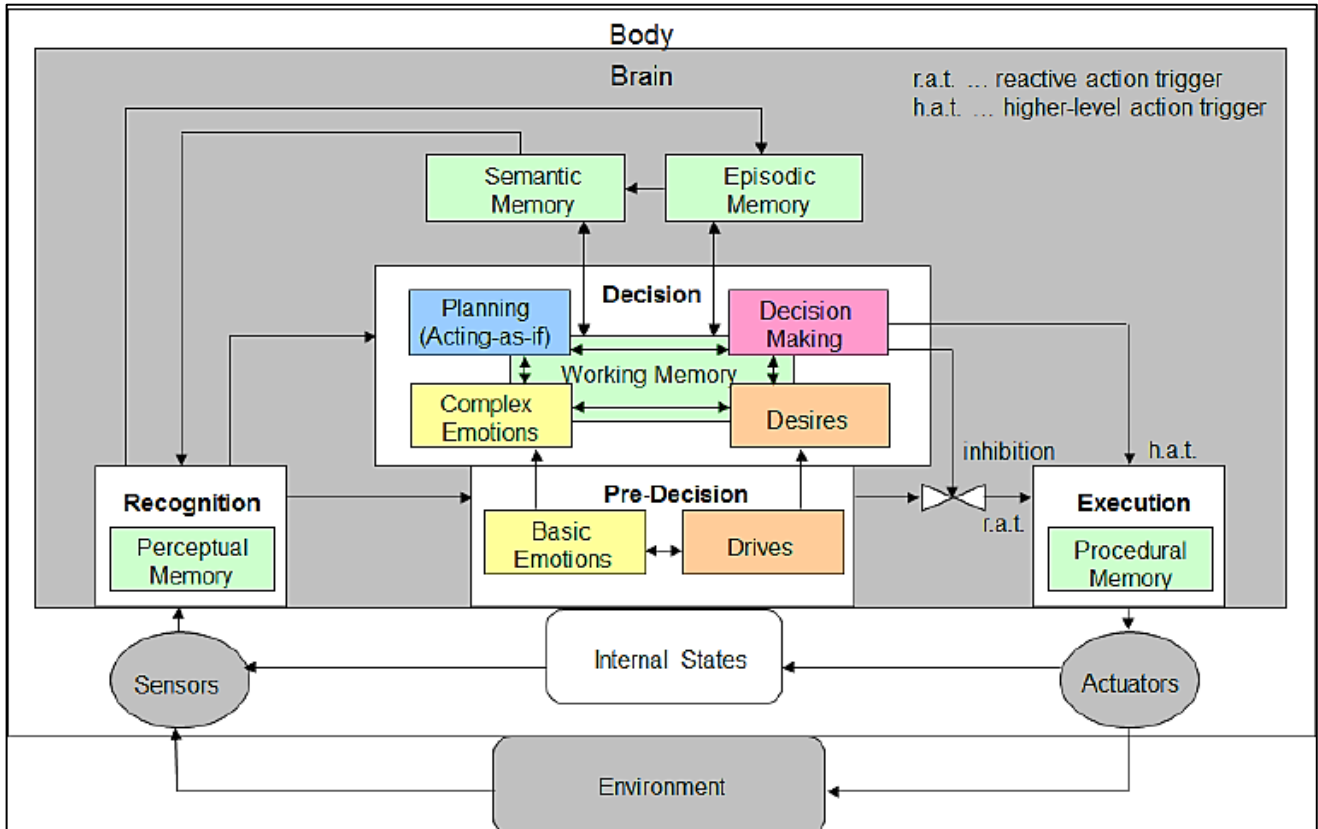 Body
Brain
r.a.t. ... reactive action trigger
h.a.t. ... higher-level action trigger
Semantic
Memory
Episodic
Memory
Decision
Planning
(Acting-as-if)
Decision
Making
Working Memory
Complex
Emotions
Desires
inhibition
h.a.t.
Recognition
Perceptual
Memory
Pre-Decision
Basic
Emotions
Drives
r.a.t.
Execution
Procedural
Memory
Sensors
Internal States
Actuators
Environment